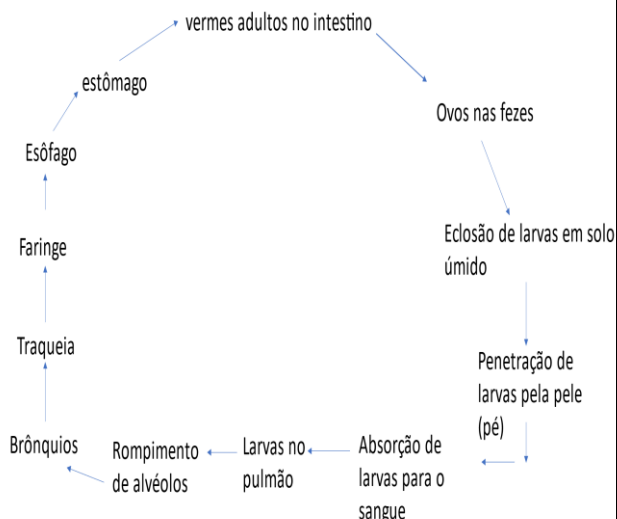 vermes adultos no intestino
Ovos nas fezes
Eclosão de larvas em solo
úmido
Penetração de
larvas pela pele
(pé)
Absorção de
larvas para o
sangue
Larvas no
pulmão
Rompimento
de alvéolos
Brônquios
Traqueia
Faringe
Esôfago
estômago